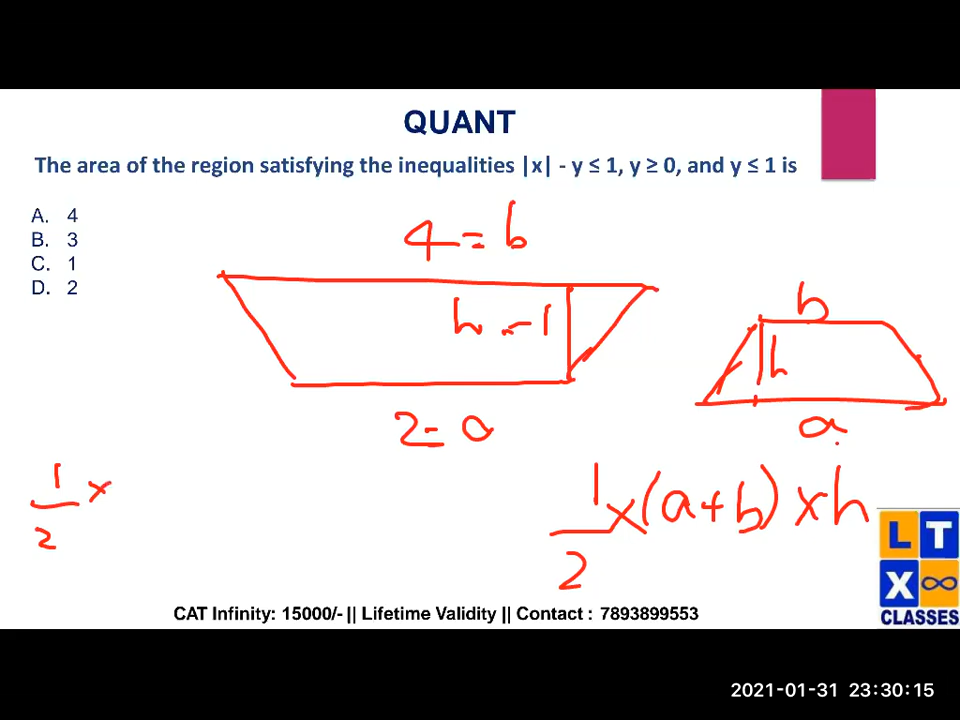 QUANT
The area of the region satisfying the inequalities |x| - y ≤ 1, y ≥ 0, and y ≤ 1 is
A. 4
B. 3
C. 1
D. 2
4 = b
h = 1
2 = a
b
h
a
1/2 x
1/2 x (a+b) x h
L T
X ∞
CLASSES
CAT Infinity: 15000/- || Lifetime Validity || Contact : 7893899553
2021-01-31 23:30:15